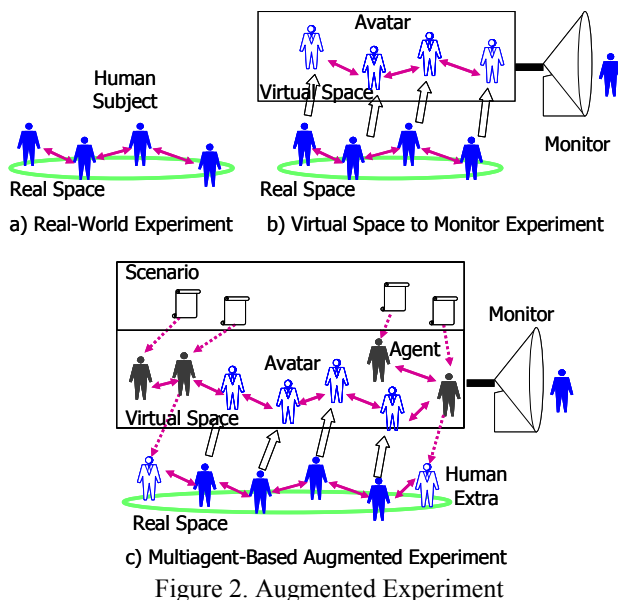 Human
Subject
Real Space
a) Real-World Experiment
Avatar
Virtual Space
Monitor
Real Space
b) Virtual Space to Monitor Experiment
Scenario
Monitor
Agent
Avatar
Virtual Space
Human
Extra
Real Space
c) Multiagent-Based Augmented Experiment
Figure 2. Augmented Experiment